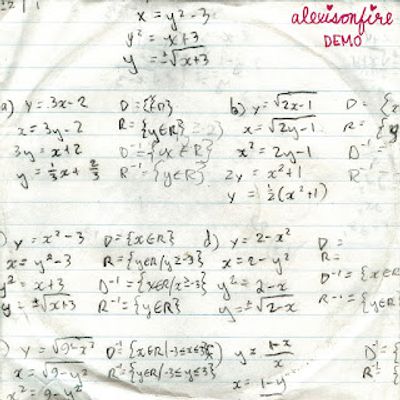 x = y² - 3
y² = x + 3
y = ±√x+3
alexisonfire
DEMO
a) y = 3x - 2 D = {
x = 3y - 2 R = {y∈R}
3y = x + 2 D⁻¹ = {x∈R}
y = 1/3 x + 2/3 R⁻¹ = {y∈R}
b) y = √2x-1 D = {x
x = √2y-1 R = {y
x² = 2y - 1 D⁻¹ =
2y = x² + 1 R⁻¹ =
y = 1/2 (x² + 1)
) y = x² - 3 D = {x∈R}
x = y² - 3 R = {y∈R/y≥-3}
y² = x + 3 D⁻¹ = {x∈R/x≥-3}
y = ±√x+3 R⁻¹ = {y∈R}
d) y = 2 - x² D =
x = 2 - y² R =
y² = 2 - x D⁻¹ = {x∈R
y = ±√2-x R⁻¹ = {y∈R
) y = √9-x² D⁻¹ = {x∈R/-3≤x≤3}
x = √9-y² R⁻¹ = {y∈R/-3≤y≤3}
x² = 9 - y²
y = 1-x/x D⁻¹ = {
x = 1-y R⁻¹ = {